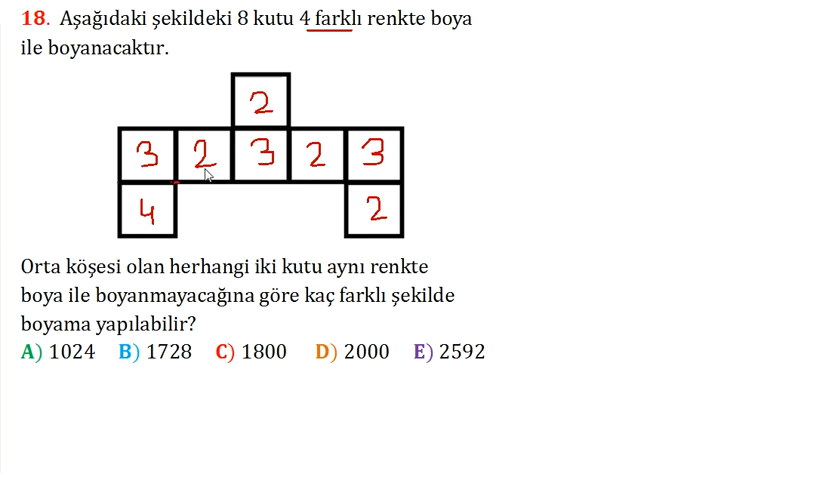 18. Aşağıdaki şekildeki 8 kutu 4 farklı renkte boya
ile boyanacaktır.
2
3 2 3 2 3
4 2
Orta köşesi olan herhangi iki kutu aynı renkte
boya ile boyanmayacağına göre kaç farklı şekilde
boyama yapılabilir?
A) 1024 B) 1728 C) 1800 D) 2000 E) 2592